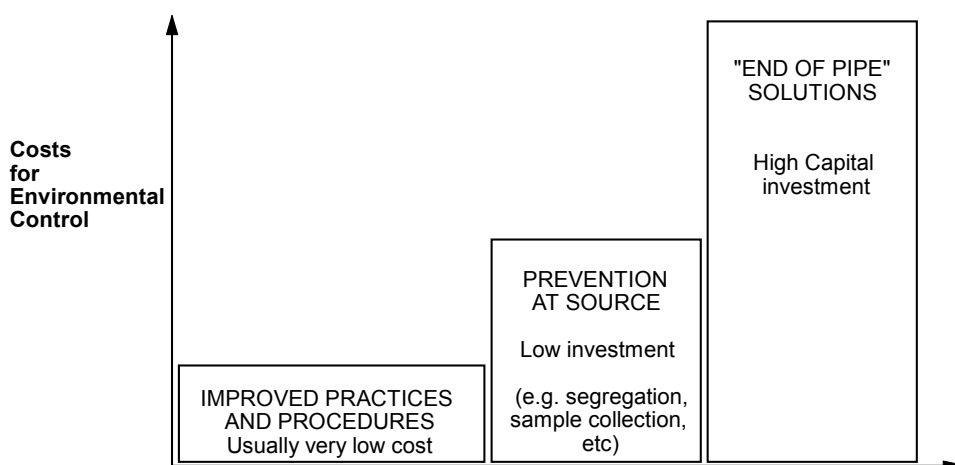 Costs
for
Environmental
Control
IMPROVED PRACTICES
AND PROCEDURES
Usually very low cost
PREVENTION
AT SOURCE
Low investment
(e.g. segregation,
sample collection,
etc)
"END OF PIPE"
SOLUTIONS
High Capital
investment